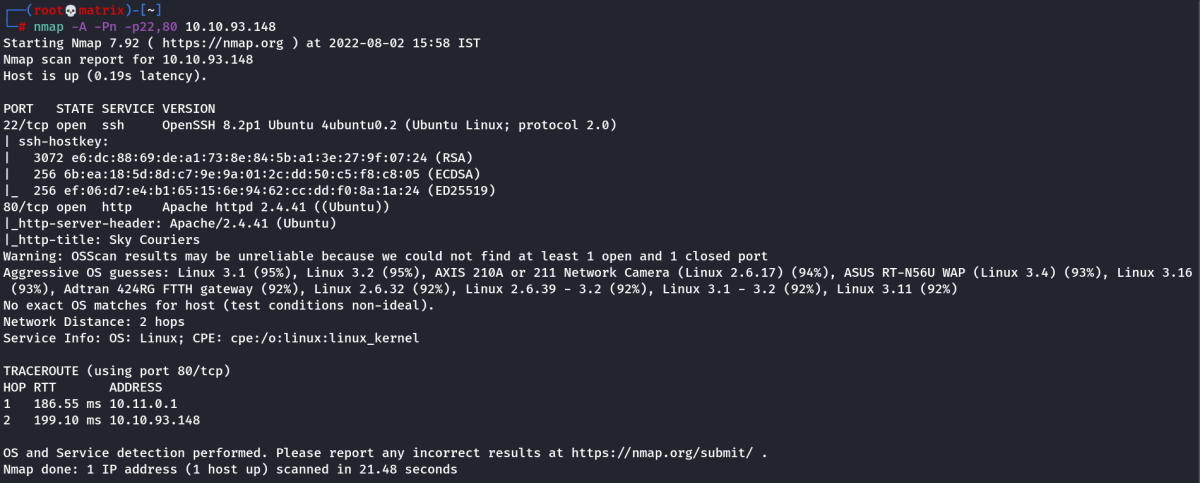 ┌──(root💀matrix)-[~]
└─# nmap -A -Pn -p22,80 10.10.93.148
Starting Nmap 7.92 ( https://nmap.org ) at 2022-08-02 15:58 IST
Nmap scan report for 10.10.93.148
Host is up (0.19s latency).

PORT   STATE SERVICE VERSION
22/tcp open  ssh     OpenSSH 8.2p1 Ubuntu 4ubuntu0.2 (Ubuntu Linux; protocol 2.0)
| ssh-hostkey:
|   3072 e6:dc:88:69:de:a1:73:8e:84:5b:a1:3e:27:9f:07:24 (RSA)
|   256 6b:ea:18:5d:8d:c7:9e:9a:01:2c:dd:50:c5:f8:c8:05 (ECDSA)
|_  256 ef:06:d7:e4:b1:65:15:6e:94:62:cc:dd:f0:8a:1a:24 (ED25519)
80/tcp open  http    Apache httpd 2.4.41 ((Ubuntu))
|_http-server-header: Apache/2.4.41 (Ubuntu)
|_http-title: Sky Couriers
Warning: OSScan results may be unreliable because we could not find at least 1 open and 1 closed port
Aggressive OS guesses: Linux 3.1 (95%), Linux 3.2 (95%), AXIS 210A or 211 Network Camera (Linux 2.6.17) (94%), ASUS RT-N56U WAP (Linux 3.4) (93%), Linux 3.16
 (93%), Adtran 424RG FTTH gateway (92%), Linux 2.6.32 (92%), Linux 2.6.39 - 3.2 (92%), Linux 3.1 - 3.2 (92%), Linux 3.11 (92%)
No exact OS matches for host (test conditions non-ideal).
Network Distance: 2 hops
Service Info: OS: Linux; CPE: cpe:/o:linux:linux_kernel

TRACEROUTE (using port 80/tcp)
HOP RTT       ADDRESS
1   186.55 ms 10.11.0.1
2   199.10 ms 10.10.93.148

OS and Service detection performed. Please report any incorrect results at https://nmap.org/submit/ .
Nmap done: 1 IP address (1 host up) scanned in 21.48 seconds